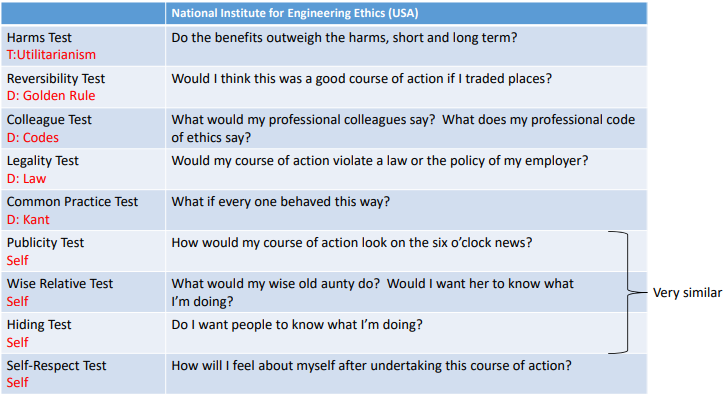 National Institute for Engineering Ethics (USA)
Harms Test
T:Utilitarianism
Do the benefits outweigh the harms, short and long term?
Reversibility Test
D: Golden Rule
Would I think this was a good course of action if I traded places?
Colleague Test
D: Codes
What would my professional colleagues say? What does my professional code
of ethics say?
Legality Test
D: Law
Would my course of action violate a law or the policy of my employer?
Common Practice Test
D: Kant
What if every one behaved this way?
Publicity Test
Self
How would my course of action look on the six o’clock news?
Wise Relative Test
Self
What would my wise old aunty do? Would I want her to know what
I’m doing?
Hiding Test
Self
Do I want people to know what I’m doing?
Self-Respect Test
Self
How will I feel about myself after undertaking this course of action?
Very similar